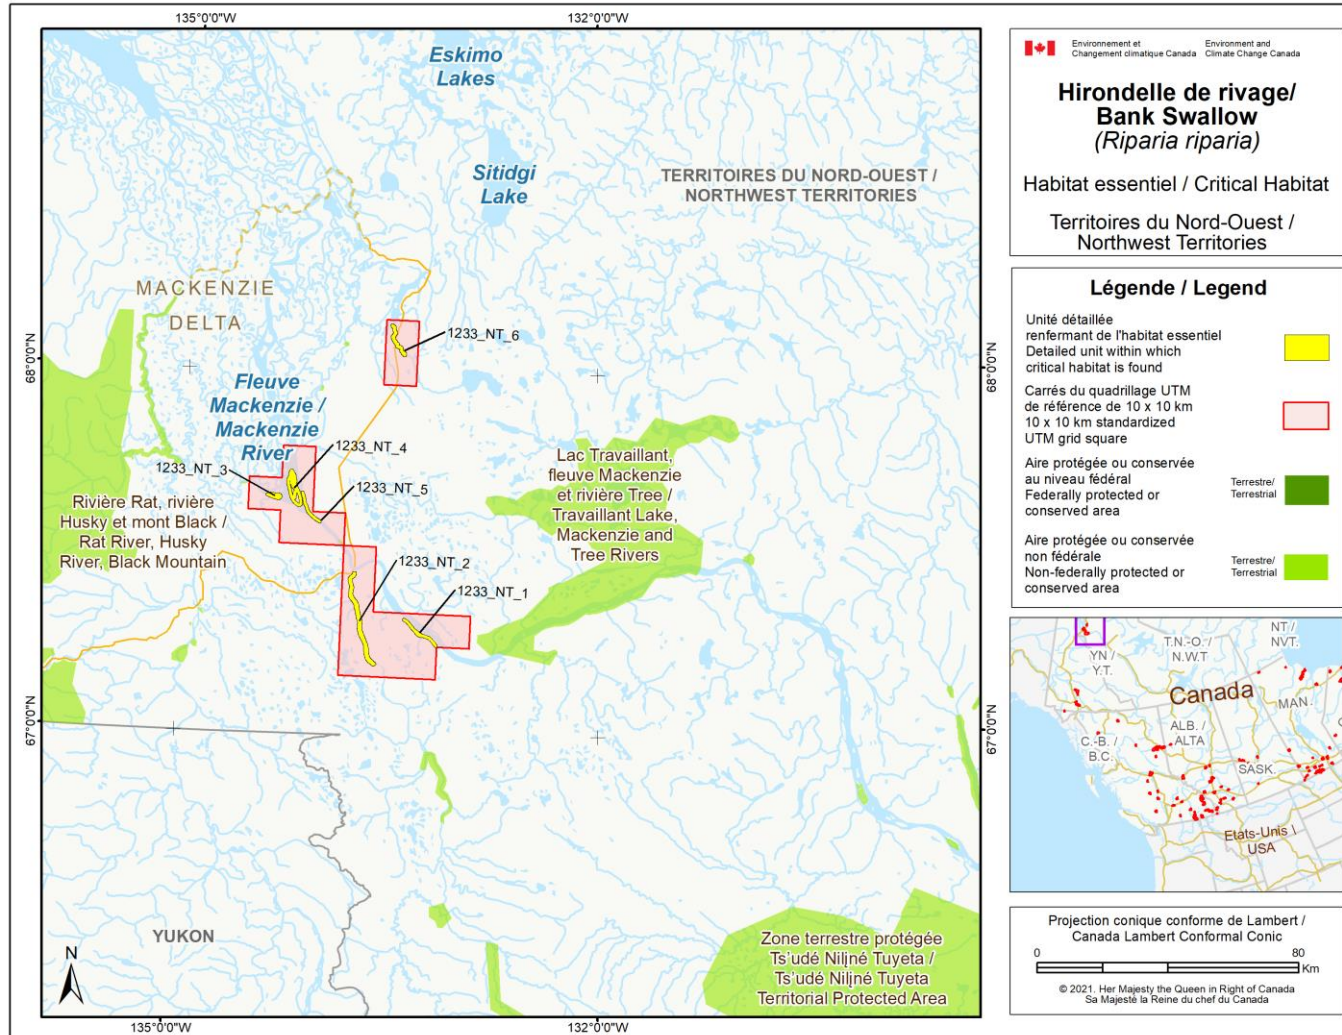 135°0'0"W
132°0'0"W
Eskimo
Lakes
Sitidgi
Lake
TERRITOIRES DU NORD-OUEST /
NORTHWEST TERRITORIES
MACKENZIE
DELTA
68°0'0"N
68°0'0"N
1233_NT_6
Fleuve
Mackenzie /
Mackenzie
River
1233_NT_4
1233_NT_3
1233_NT_5
Rivière Rat, rivière
Husky et mont Black /
Rat River, Husky
River, Black Mountain
Lac Travaillant,
fleuve Mackenzie
et rivière Tree /
Travaillant Lake,
Mackenzie and
Tree Rivers
1233_NT_2
1233_NT_1
67°0'0"N
67°0'0"N
YUKON
N
Zone terrestre protégée
Ts'udé Nilįné Tuyeta /
Ts'udé Nilįné Tuyeta
Territorial Protected Area
135°0'0"W
132°0'0"W
Environnement et
Changement climatique Canada
Environment and
Climate Change Canada
Hirondelle de rivage/
Bank Swallow
(Riparia riparia)
Habitat essentiel / Critical Habitat
Territoires du Nord-Ouest /
Northwest Territories
Légende / Legend
Unité détaillée
renfermant de l'habitat essentiel
Detailed unit within which
critical habitat is found
Carrés du quadrillage UTM
de référence de 10 x 10 km
10 x 10 km standardized
UTM grid square
Aire protégée ou conservée
au niveau fédéral
Federally protected or
conserved area
Terrestre/
Terrestrial
Aire protégée ou conservée
non fédérale
Non-federally protected or
conserved area
Terrestre/
Terrestrial
YN /
Y.T.
T.N.-O. /
N.W.T
NT /
NVT.
Canada
MAN.
ALB. /
ALTA
C.-B. /
B.C.
SASK.
Etats-Unis \
USA
Projection conique conforme de Lambert /
Canada Lambert Conformal Conic
0 80
Km
© 2021. Her Majesty the Queen in Right of Canada
Sa Majesté la Reine du chef du Canada